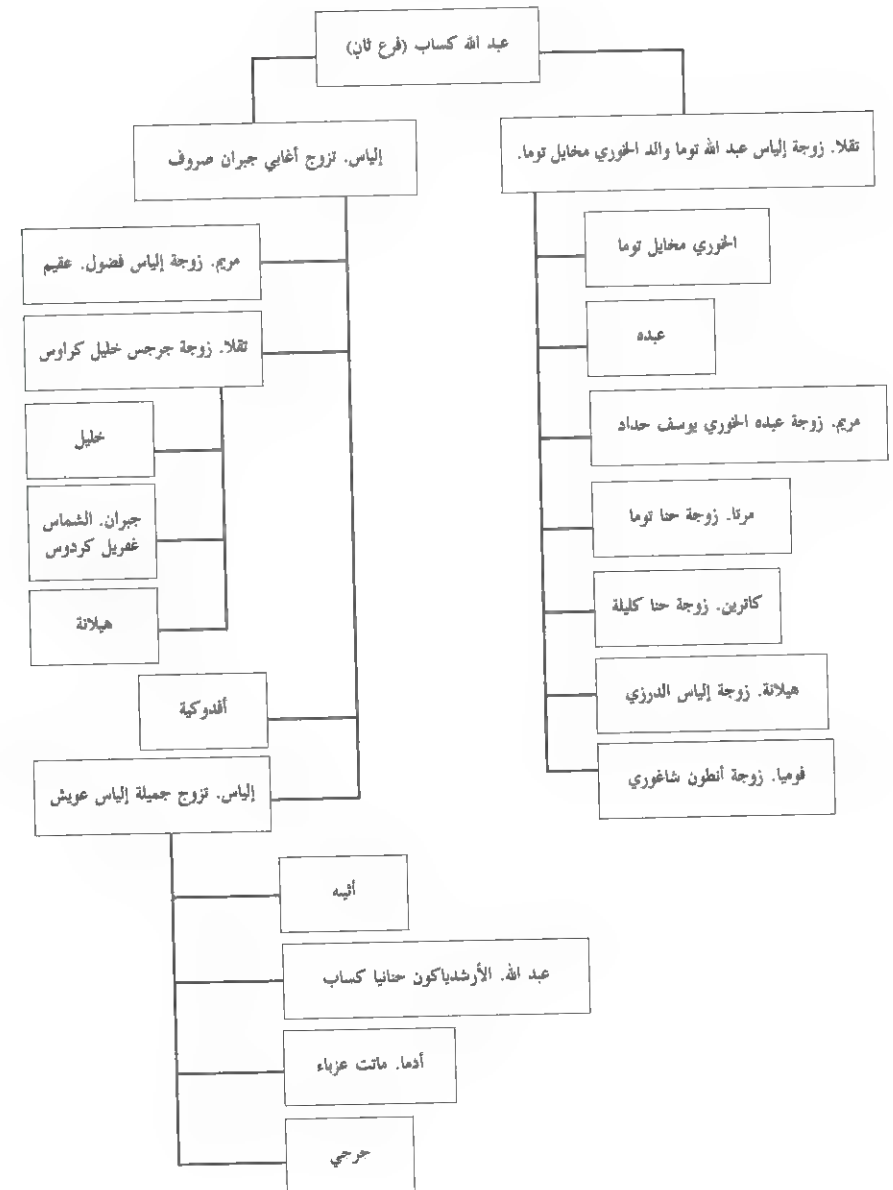 عبد الله كساب (فرع ثان)
تقلا. زوجة إلياس عبد الله توما والد الخوري مخايل توما.
الخوري مخايل توما
عبده
مريم. زوجة عبده الخوري يوسف حداد
مرتا. زوجة حنا توما
كاترين. زوجة حنا كليلة
هيلانة. زوجة إلياس الدرزي
فوميا. زوجة أنطون شاغوري
إلياس. تزوج أغابي جبران صروف
مريم. زوجة إلياس فضول. عقيم
تقلا. زوجة جرجس خليل كراوس
خليل
جبران. الشماس
غفريل كردوس
هيلانة
أفدوكية
إلياس. تزوج جميلة إلياس عويش
أثينه
عبد الله. الأرشدياكون حنانيا كساب
أدما. ماتت عزباء
جرجي